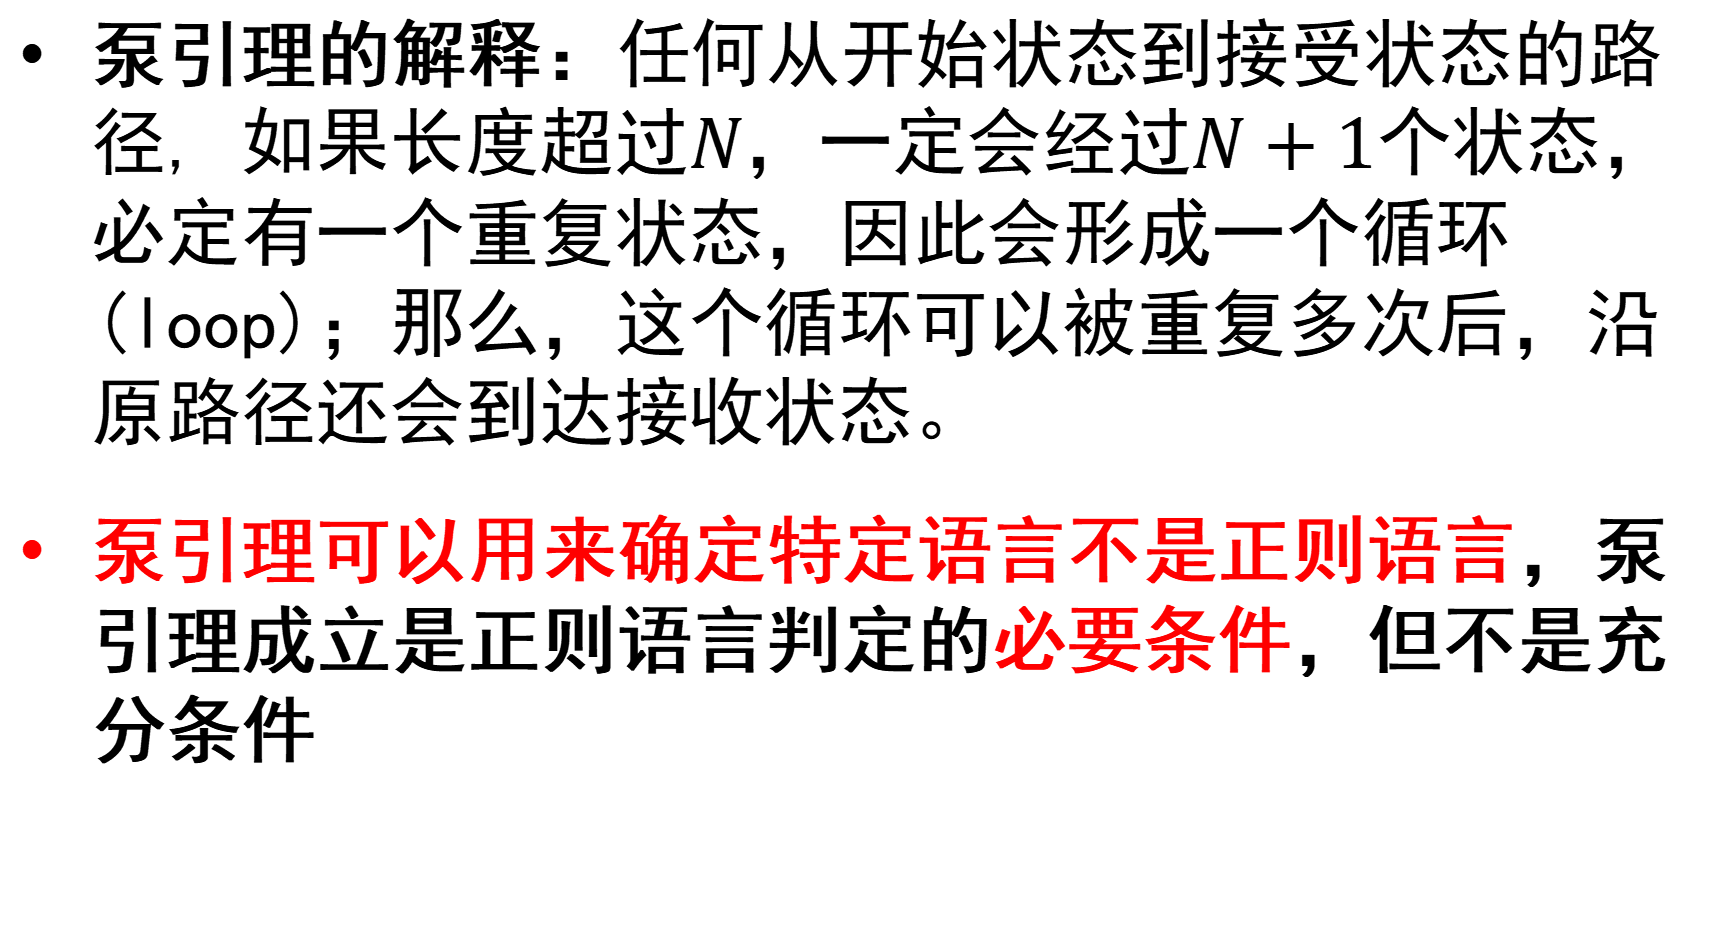 • 泵引理的解释：任何从开始状态到接受状态的路
径，如果长度超过N，一定会经过N + 1个状态，
必定有一个重复状态，因此会形成一个循环
(loop)；那么，这个循环可以被重复多次后，沿
原路径还会到达接收状态。
• 泵引理可以用来确定特定语言不是正则语言，泵
引理成立是正则语言判定的必要条件，但不是充
分条件